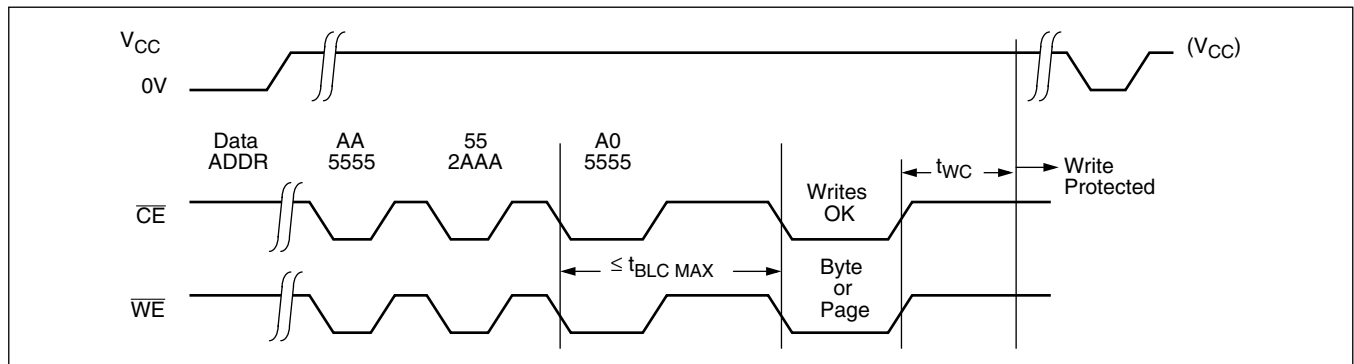 VCC
(VCC)
0V
Data AA 55 A0
ADDR 5555 2AAA 5555
tWC
Write
Protected
CE
Writes
OK
≤ tBLC MAX
Byte
or
Page
WE